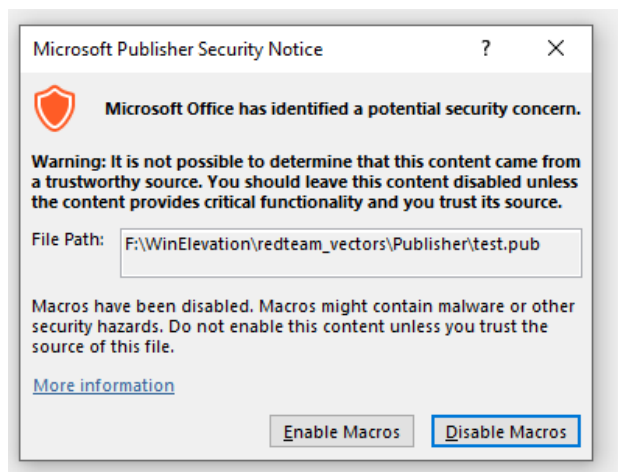 Microsoft Publisher Security Notice
Microsoft Office has identified a potential security concern.
Warning: It is not possible to determine that this content came from
a trustworthy source. You should leave this content disabled unless
the content provides critical functionality and you trust its source.
File Path: F:\WinElevation\redteam_vectors\Publisher\test.pub
Macros have been disabled. Macros might contain malware or other
security hazards. Do not enable this content unless you trust the
source of this file.
More information
Enable Macros Disable Macros